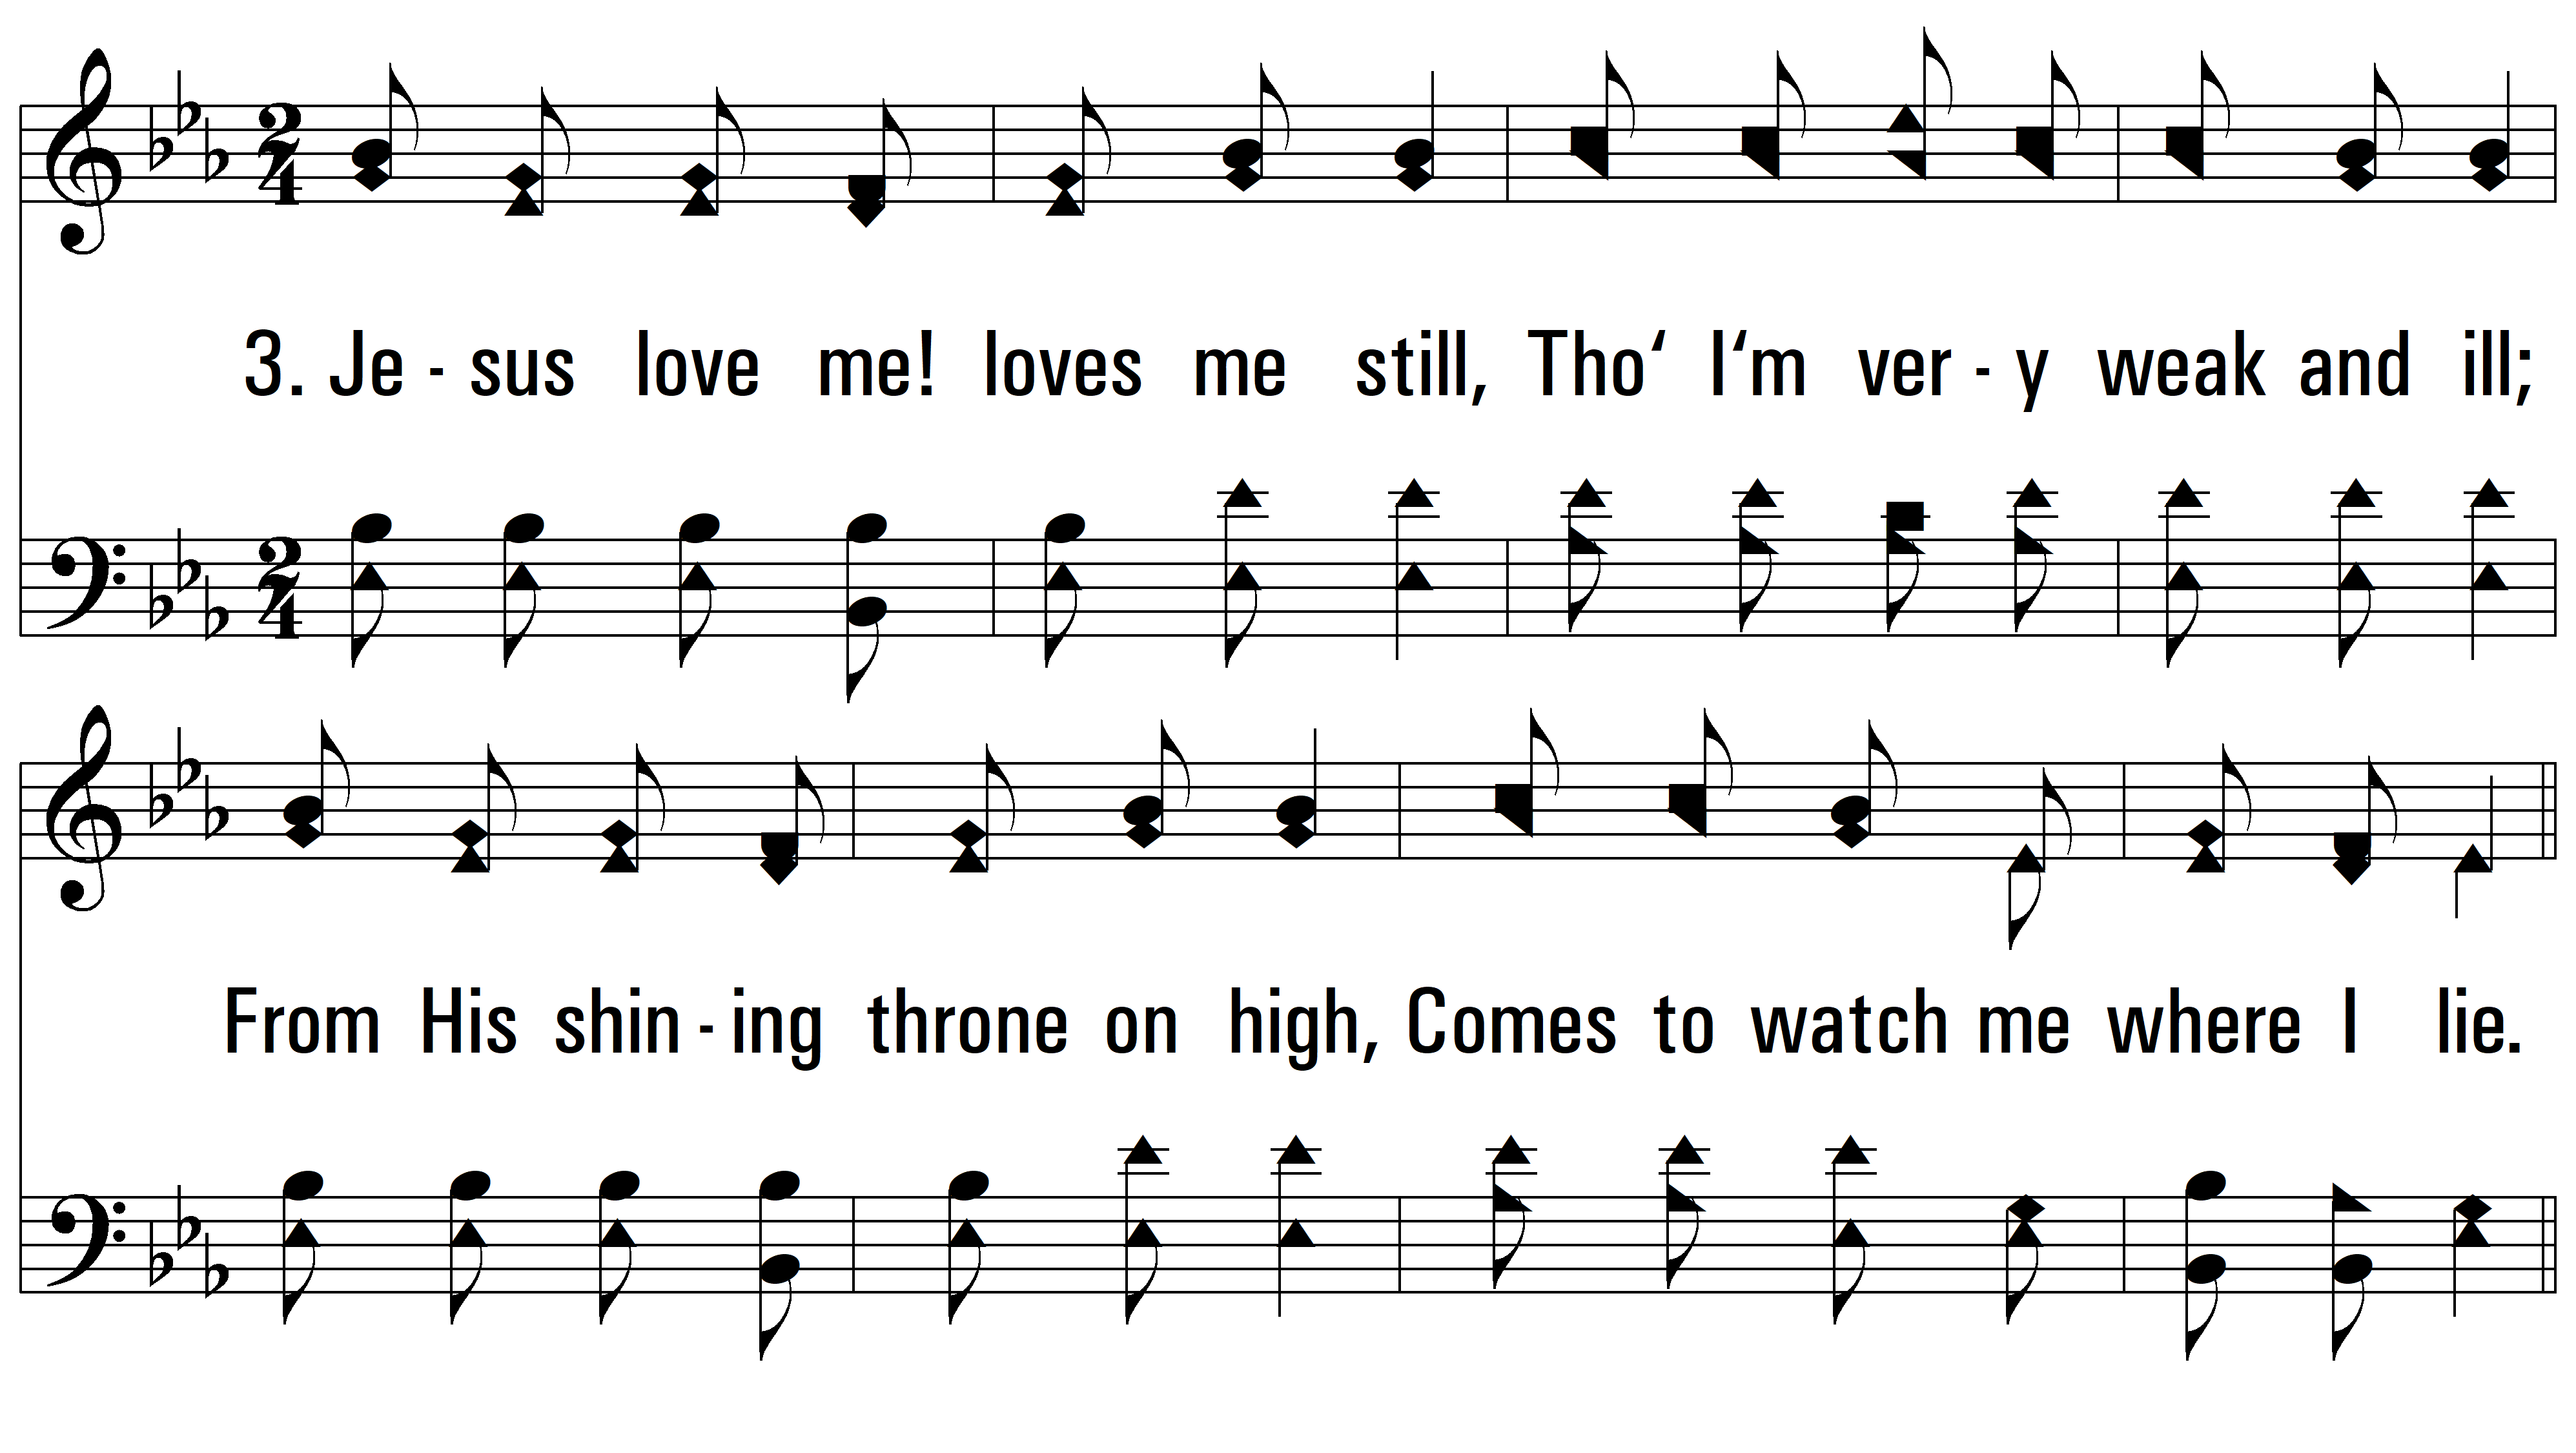 3. Je - sus love me! loves me still, Tho‘ I‘m ver - y weak and ill;
From His shin - ing throne on high, Comes to watch me where I lie.